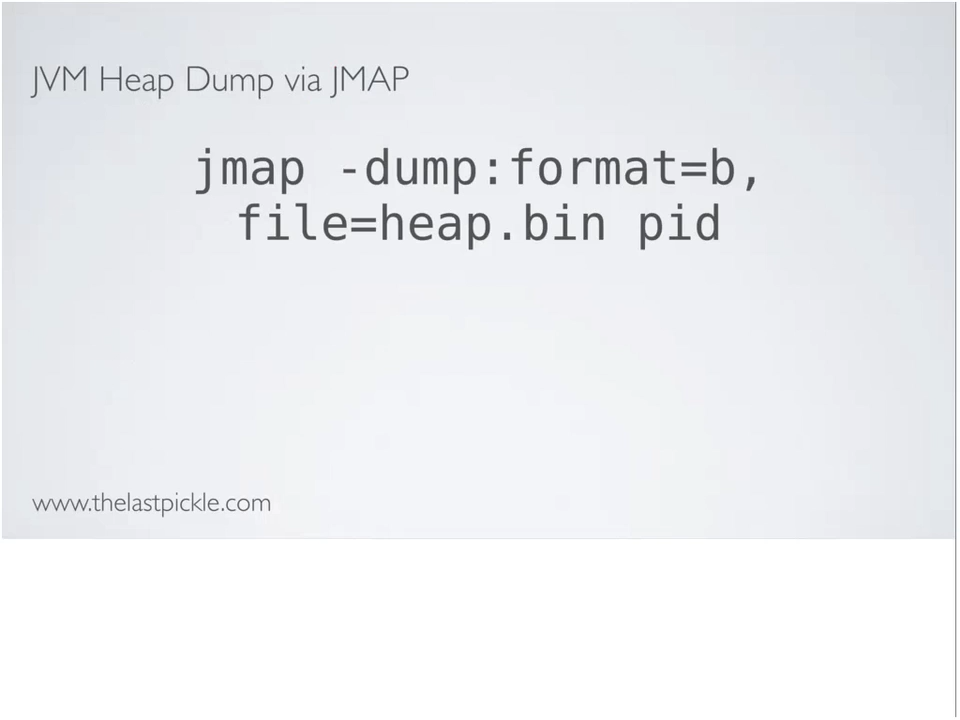 JVM Heap Dump via JMAP
jmap -dump:format=b,
file=heap.bin pid
www.thelastpickle.com